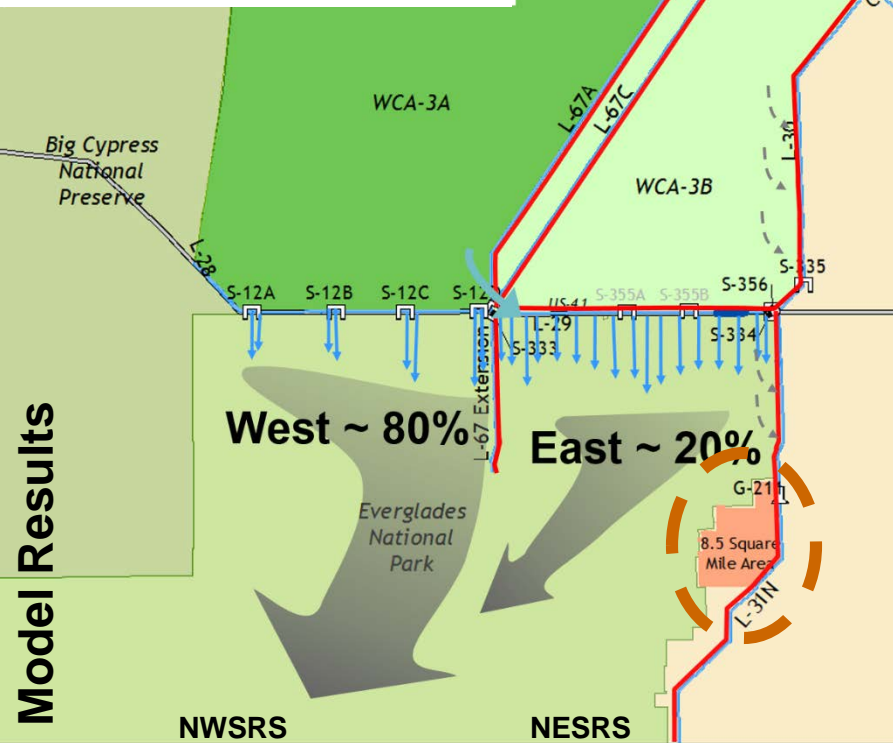 WCA-3A
L-67A
L-67C
L-30
Big Cypress
National
Preserve
WCA-3B
L-28
S-335
S-356
S-12A
S-12B
S-12C
S-12D
US-41
S-355A
S-355B
L-29
S-333
S-334
L-67 Extension
West ~ 80%
East ~ 20%
G-211
Everglades
National
Park
8.5 Square
Mile Area
L-31N
Model Results
NWSRS
NESRS